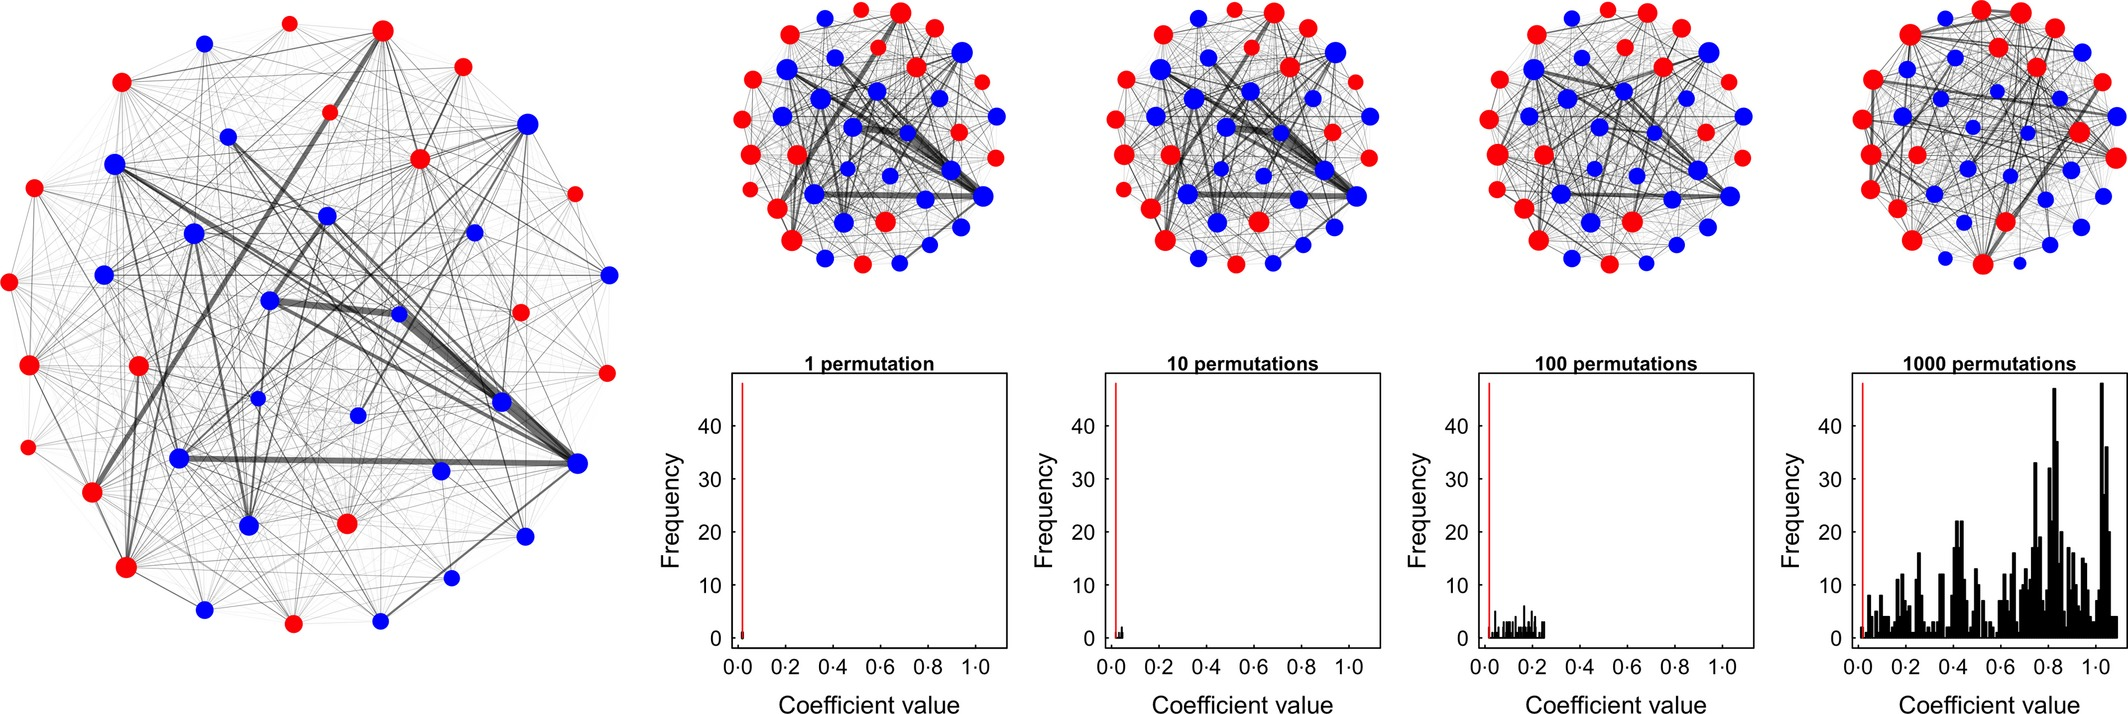 1 permutation
10 permutations
100 permutations
1000 permutations
Frequency
40
30
20
10
0
0·0 0·2 0·4 0·6 0·8 1·0
Coefficient value
Frequency
40
30
20
10
0
0·0 0·2 0·4 0·6 0·8 1·0
Coefficient value
Frequency
40
30
20
10
0
0·0 0·2 0·4 0·6 0·8 1·0
Coefficient value
Frequency
40
30
20
10
0
0·0 0·2 0·4 0·6 0·8 1·0
Coefficient value